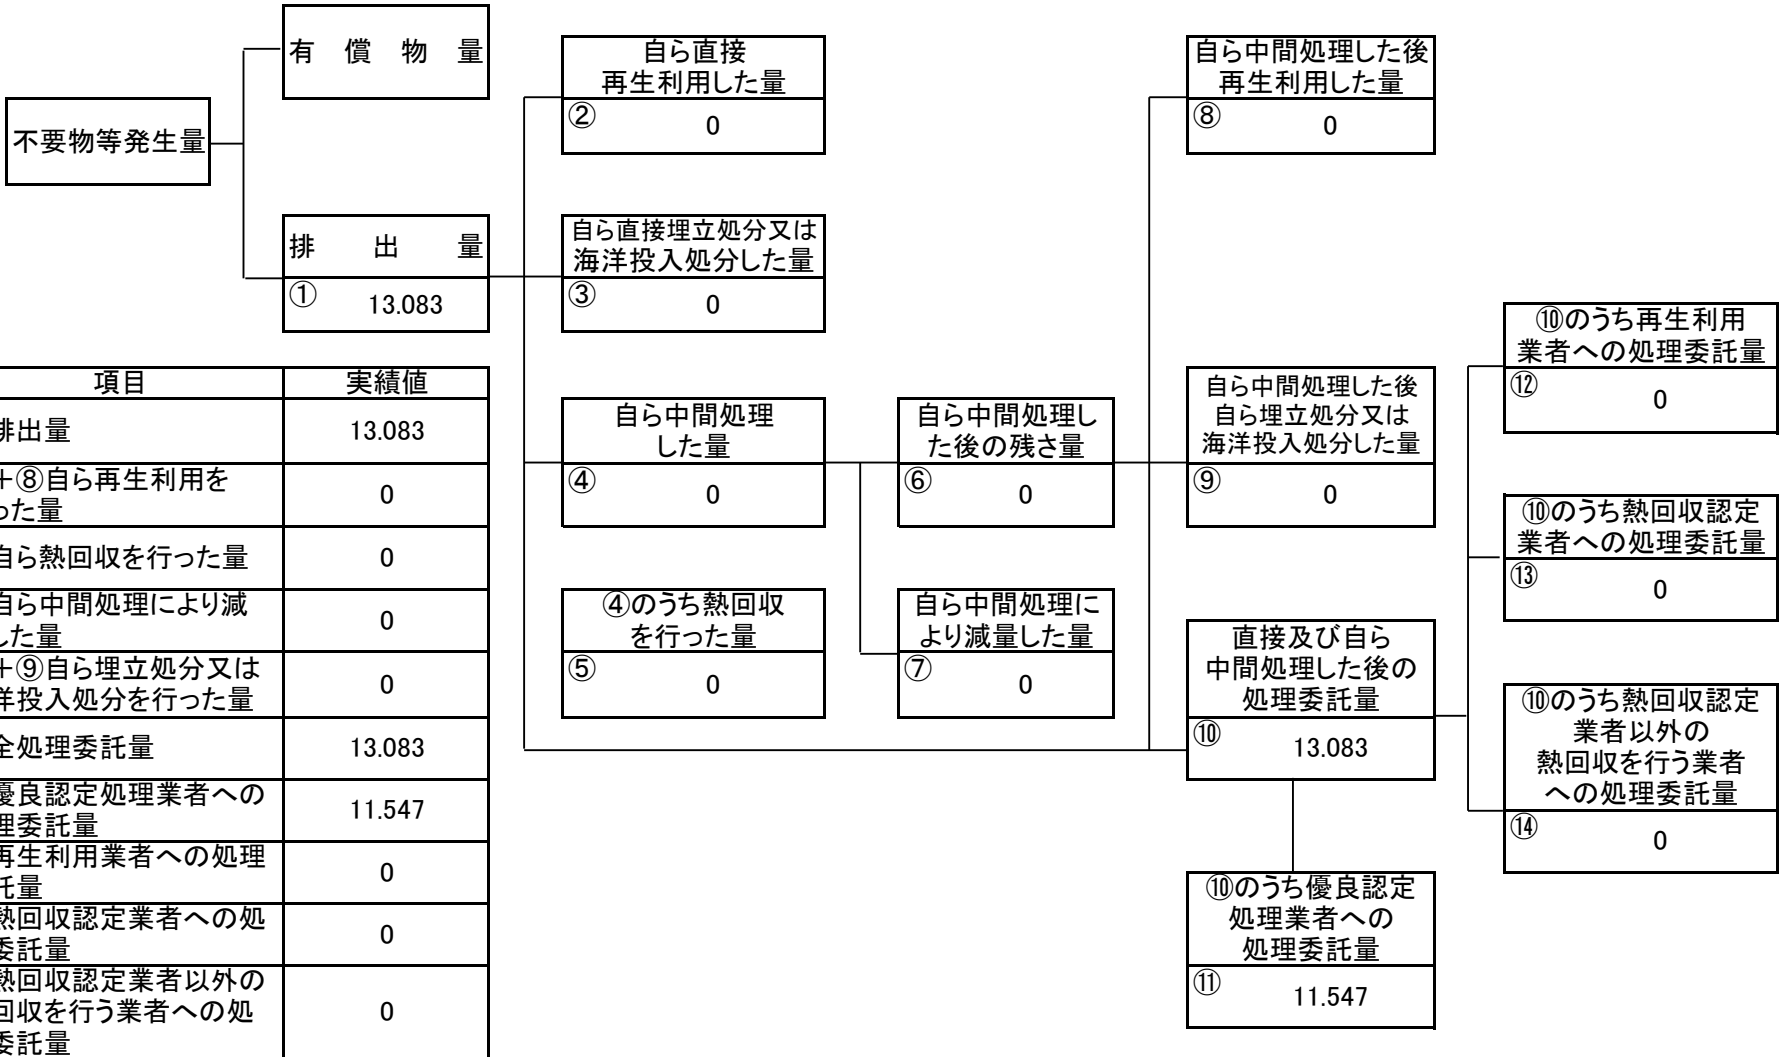 有 償 物 量
不要物等発生量
排 出 量
① 13.083
自ら直接
再生利用した量
② 0
自ら直接埋立処分又は
海洋投入処分した量
③ 0
自ら中間処理
した量
④ 0
④のうち熱回収
を行った量
⑤ 0
自ら中間処理し
た後の残さ量
⑥ 0
自ら中間処理に
より減量した量
⑦ 0
自ら中間処理した後
再生利用した量
⑧ 0
自ら中間処理した後
自ら埋立処分又は
海洋投入処分した量
⑨ 0
直接及び自ら
中間処理した後の
処理委託量
⑩ 13.083
⑩のうち優良認定
処理業者への
処理委託量
⑪ 11.547
⑩のうち再生利用
業者への処理委託量
⑫ 0
⑩のうち熱回収認定
業者への処理委託量
⑬ 0
⑩のうち熱回収認定
業者以外の
熱回収を行う業者
への処理委託量
⑭ 0
項目 実績値
排出量 13.083
+⑧自ら再生利用を
った量 0
自ら熱回収を行った量 0
自ら中間処理により減
した量 0
+⑨自ら埋立処分又は
洋投入処分を行った量 0
全処理委託量 13.083
優良認定処理業者への
理委託量 11.547
再生利用業者への処理
託量 0
熱回収認定業者への処
委託量 0
熱回収認定業者以外の
回収を行う業者への処
委託量 0